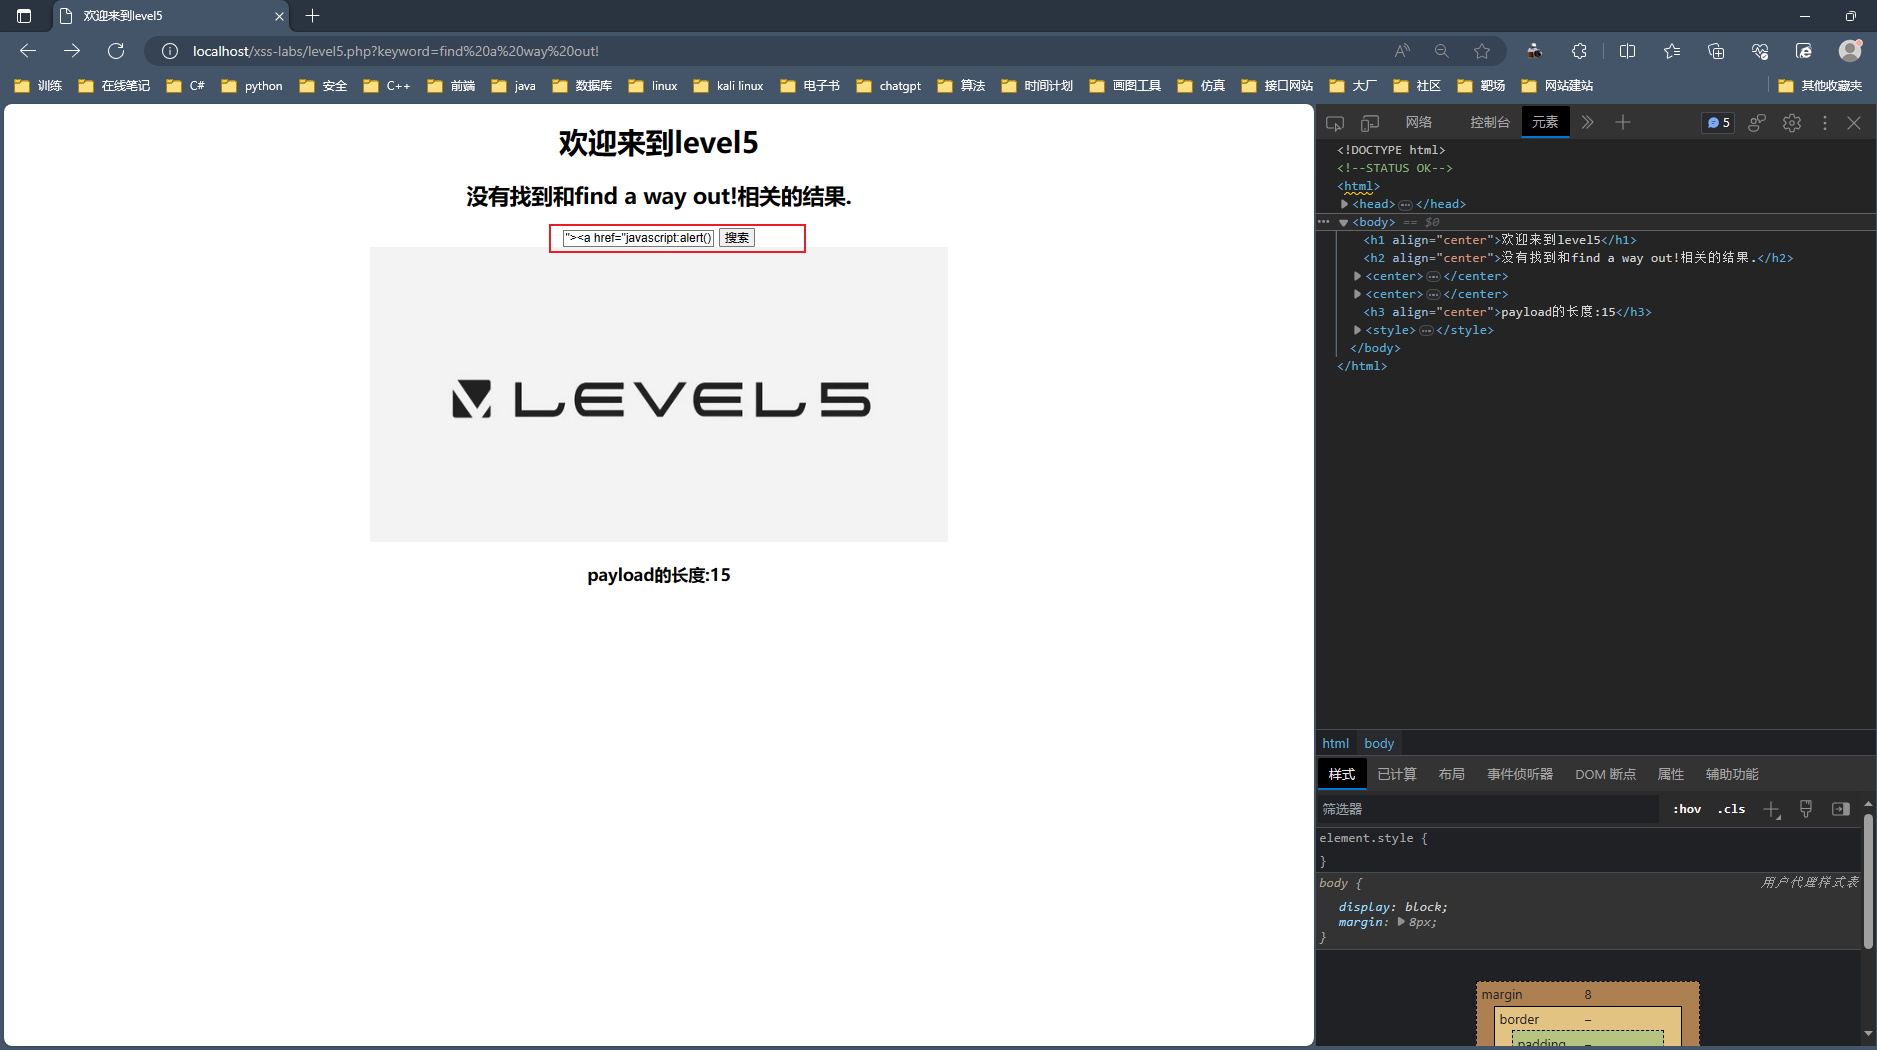 欢迎来到level5
localhost/xss-labs/level5.php?keyword=find%20a%20way%20out!
训练 在线笔记 C# python 安全 C++ 前端 java 数据库 linux kali linux 电子书 chatgpt 算法 时间计划 画图工具 仿真 接口网站 大厂 社区 靶场 网站建站 其他收藏夹
欢迎来到level5
没有找到和find a way out!相关的结果.
"><a href="javascript:alert() 搜索
LEVEL5
payload的长度:15
网络 控制台 元素 5
<!DOCTYPE html>
<!--STATUS OK-->
<html>
<head> … </head>
<body> == $0
<h1 align="center">欢迎来到level5</h1>
<h2 align="center">没有找到和find a way out!相关的结果.</h2>
<center> … </center>
<center> … </center>
<h3 align="center">payload的长度:15</h3>
<style> … </style>
</body>
</html>
html body
样式 已计算 布局 事件侦听器 DOM 断点 属性 辅助功能
筛选器 :hov .cls
element.style {
}
body { 用户代理样式表
display: block;
margin: 8px;
}
margin 8
border –
padding –